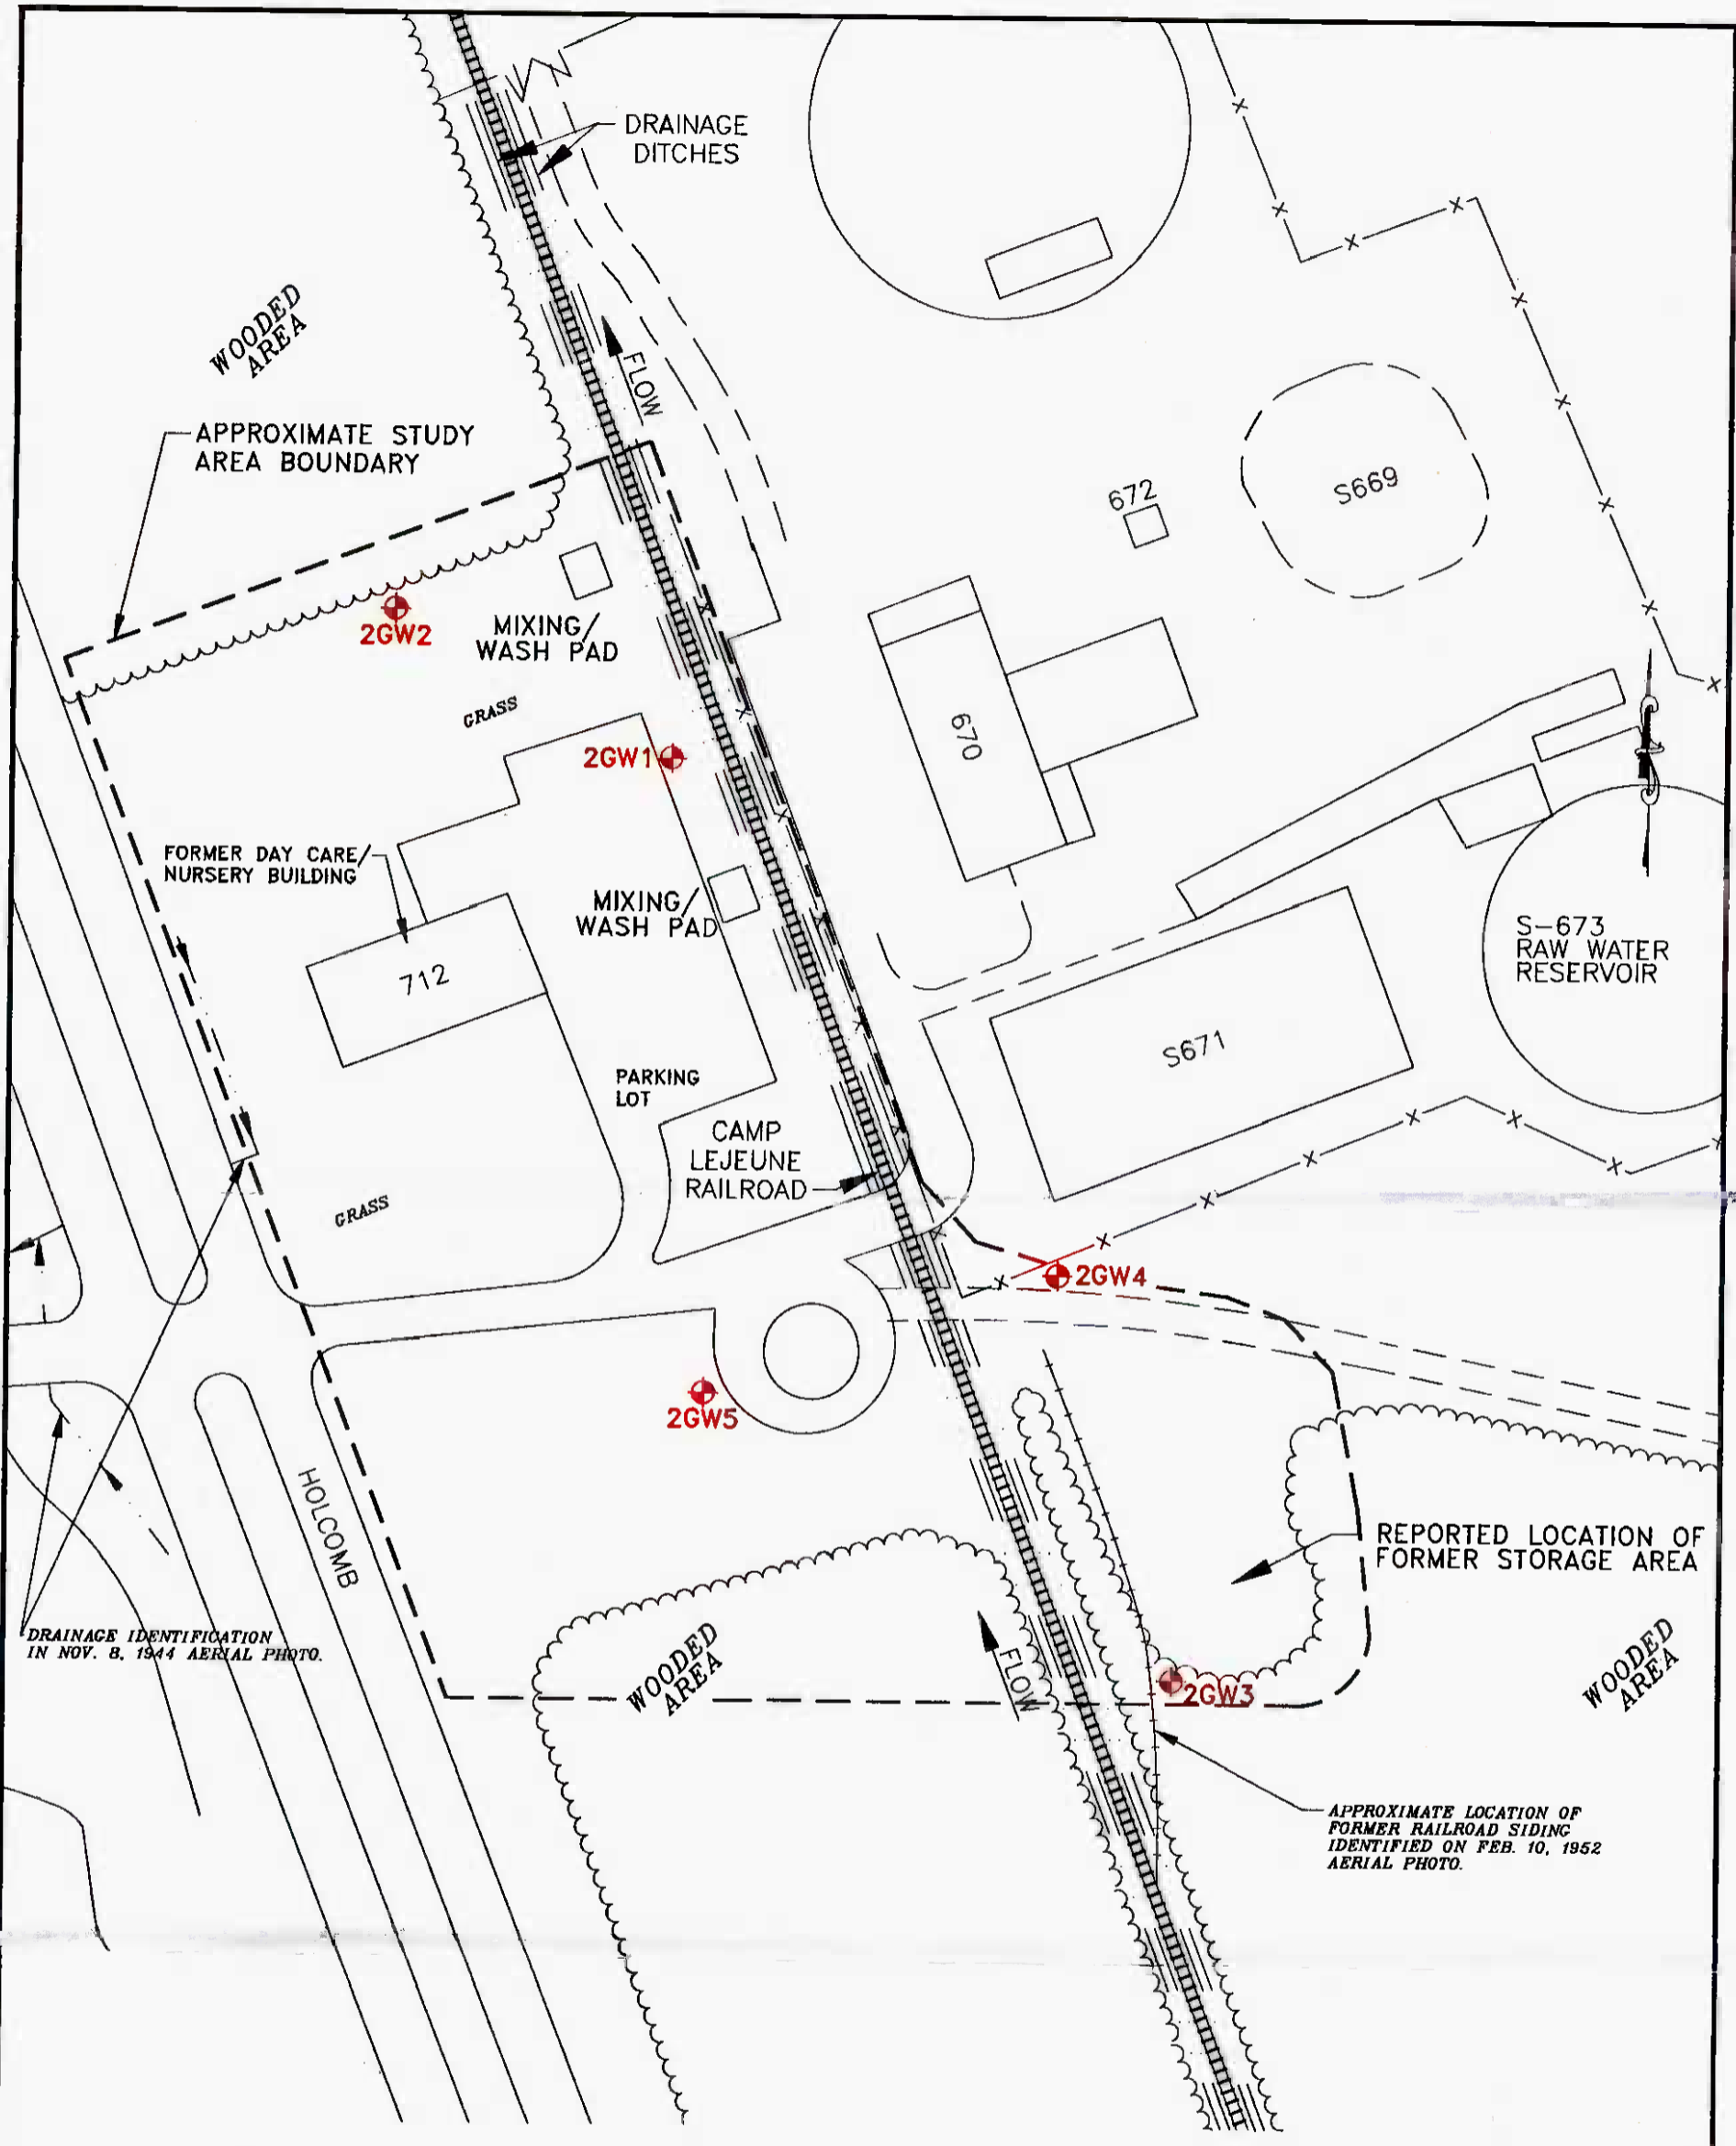 DRAINAGE
DITCHES
WOODED
AREA
FLOW
APPROXIMATE STUDY
AREA BOUNDARY
S669
672
2GW2
MIXING/
WASH PAD
GRASS
670
2GW1
FORMER DAY CARE/
NURSERY BUILDING
MIXING/
WASH PAD
S-673
RAW WATER
RESERVOIR
712
S671
PARKING
LOT
CAMP
LEJEUNE
RAILROAD
GRASS
2GW4
2GW5
HOLCOMB
REPORTED LOCATION OF
FORMER STORAGE AREA
DRAINAGE IDENTIFICATION
IN NOV. 8, 1944 AERIAL PHOTO.
WOODED
AREA
FLOW
2GW3
WOODED
AREA
APPROXIMATE LOCATION OF
FORMER RAILROAD SIDING
IDENTIFIED ON FEB. 10, 1952
AERIAL PHOTO.